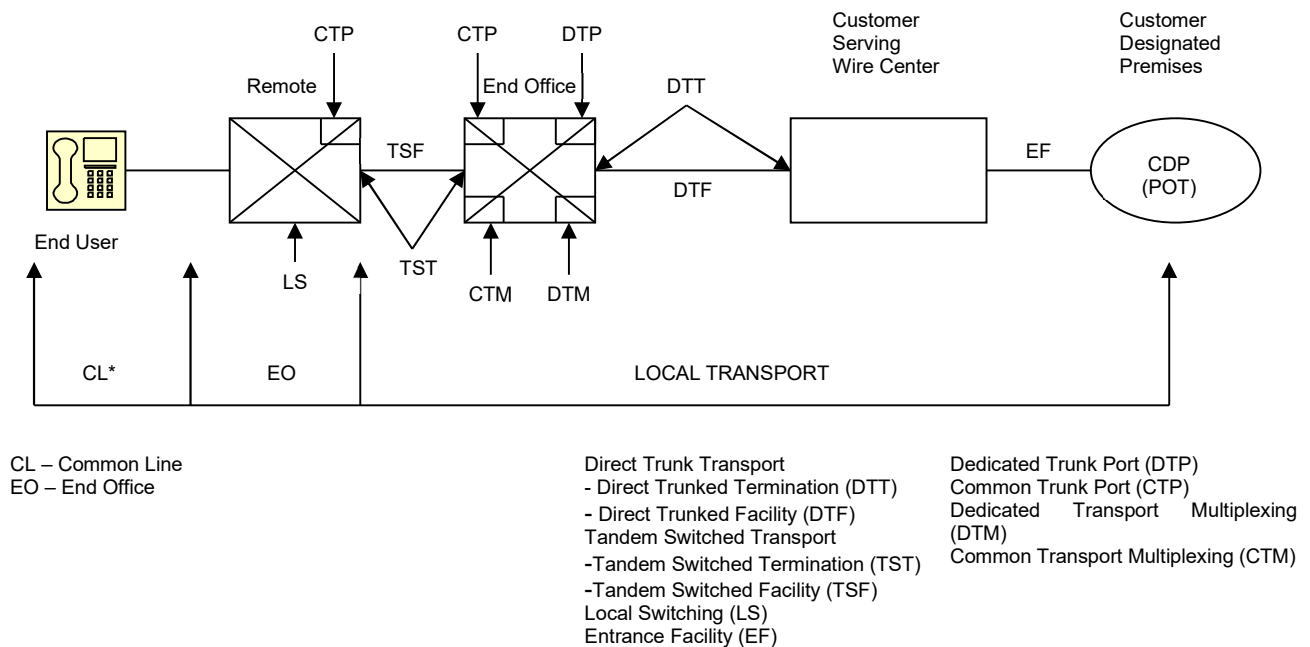 Customer
Serving
Wire Center
Customer
Designated
Premises
CTP
CTP
DTP
Remote
End Office
DTT
TSF
EF
CDP
(POT)
DTF
End User
LS
TST
CTM
DTM
CL*
EO
LOCAL TRANSPORT
CL – Common Line
EO – End Office
Direct Trunk Transport
- Direct Trunked Termination (DTT)
- Direct Trunked Facility (DTF)
Tandem Switched Transport
-Tandem Switched Termination (TST)
-Tandem Switched Facility (TSF)
Local Switching (LS)
Entrance Facility (EF)
Dedicated Trunk Port (DTP)
Common Trunk Port (CTP)
Dedicated Transport Multiplexing
(DTM)
Common Transport Multiplexing (CTM)